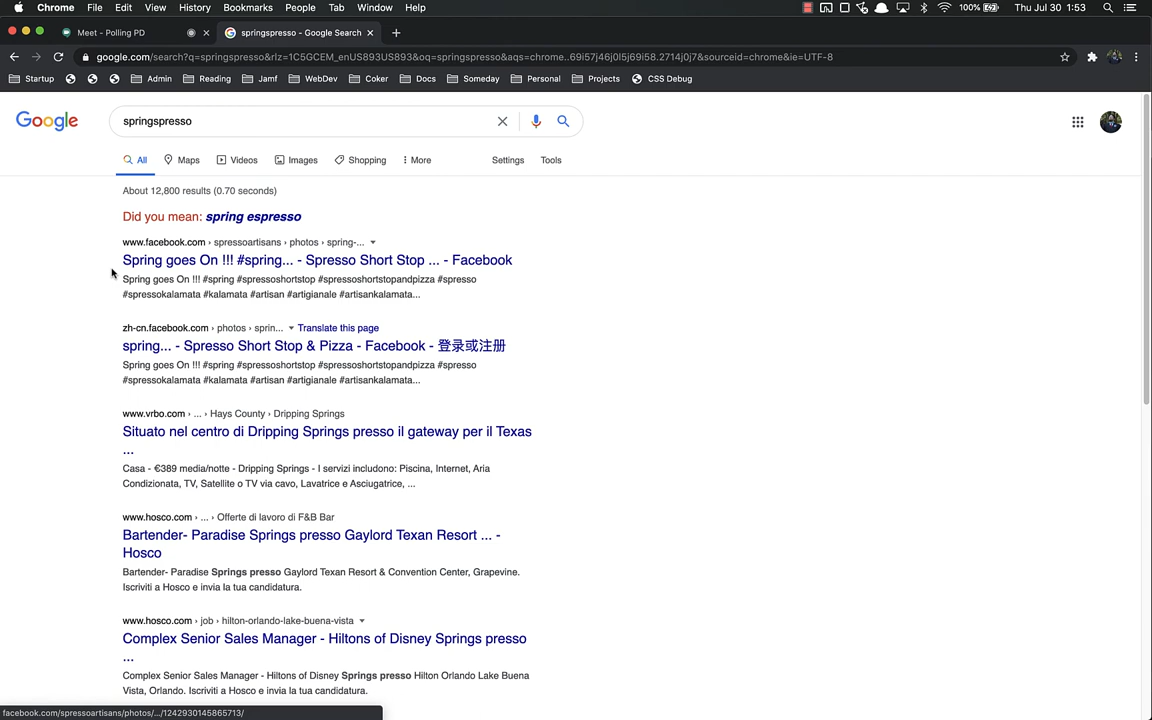 Chrome File Edit View History Bookmarks People Tab Window Help 100% Thu Jul 30 1:53
Meet - Polling PD springspresso - Google Search
google.com/search?q=springspresso&rlz=1C5GCEM_enUS893US893&oq=springspresso&aqs=chrome..69i57j46j0l5j69i58.2714j0j7&sourceid=chrome&ie=UTF-8
Startup Admin Reading Jamf WebDev Coker Docs Someday Personal Projects CSS Debug
Google springspresso
All Maps Videos Images Shopping More Settings Tools
About 12,800 results (0.70 seconds)
Did you mean: spring espresso
www.facebook.com › spressoartisans › photos › spring-...
Spring goes On !!! #spring... - Spresso Short Stop ... - Facebook
Spring goes On !!! #spring #spressoshortstop #spressoshortstopandpizza #spresso
#spressokalamata #kalamata #artisan #artigianale #artisankalamata...
zh-cn.facebook.com › photos › sprin... Translate this page
spring... - Spresso Short Stop & Pizza - Facebook - 登录或注册
Spring goes On !!! #spring #spressoshortstop #spressoshortstopandpizza #spresso
#spressokalamata #kalamata #artisan #artigianale #artisankalamata...
www.vrbo.com › ... › Hays County › Dripping Springs
Situato nel centro di Dripping Springs presso il gateway per il Texas
...
Casa - €389 media/notte - Dripping Springs - I servizi includono: Piscina, Internet, Aria
Condizionata, TV, Satellite o TV via cavo, Lavatrice e Asciugatrice, ...
www.hosco.com › ... › Offerte di lavoro di F&B Bar
Bartender- Paradise Springs presso Gaylord Texan Resort ... -
Hosco
Bartender- Paradise Springs presso Gaylord Texan Resort & Convention Center, Grapevine.
Iscriviti a Hosco e invia la tua candidatura.
www.hosco.com › job › hilton-orlando-lake-buena-vista
Complex Senior Sales Manager - Hiltons of Disney Springs presso
...
Complex Senior Sales Manager - Hiltons of Disney Springs presso Hilton Orlando Lake Buena
Vista, Orlando. Iscriviti a Hosco e invia la tua candidatura.
facebook.com/spressoartisans/photos/.../1242930145865713/